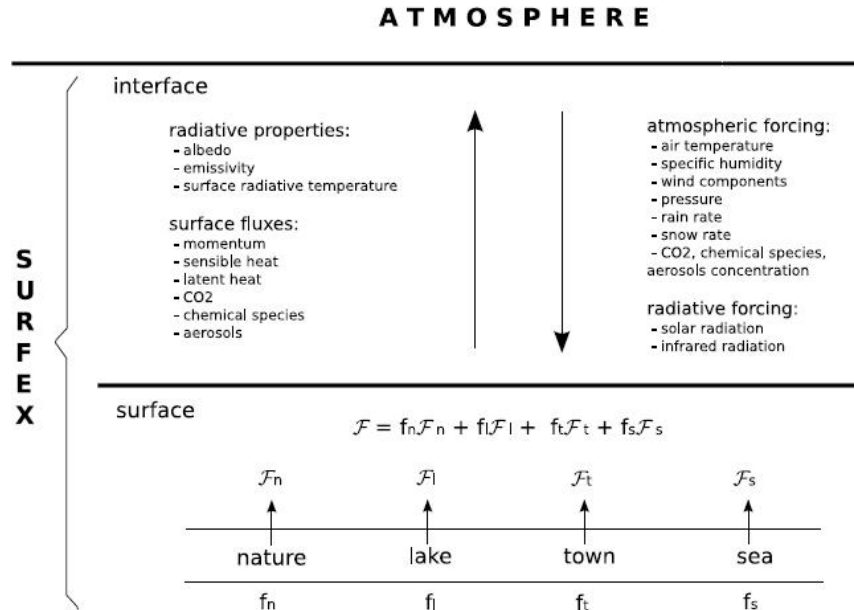 A T M O S P H E R E
S
U
R
F
E
X
interface
radiative properties:
- albedo
- emissivity
- surface radiative temperature
surface fluxes:
- momentum
- sensible heat
- latent heat
- CO2
- chemical species
- aerosols
atmospheric forcing:
- air temperature
- specific humidity
- wind components
- pressure
- rain rate
- snow rate
- CO2, chemical species,
aerosols concentration
radiative forcing:
- solar radiation
- infrared radiation
surface
ℱ = fnℱn + flℱl + ftℱt + fsℱs
ℱn ℱl ℱt ℱs
nature lake town sea
fn fl ft fs